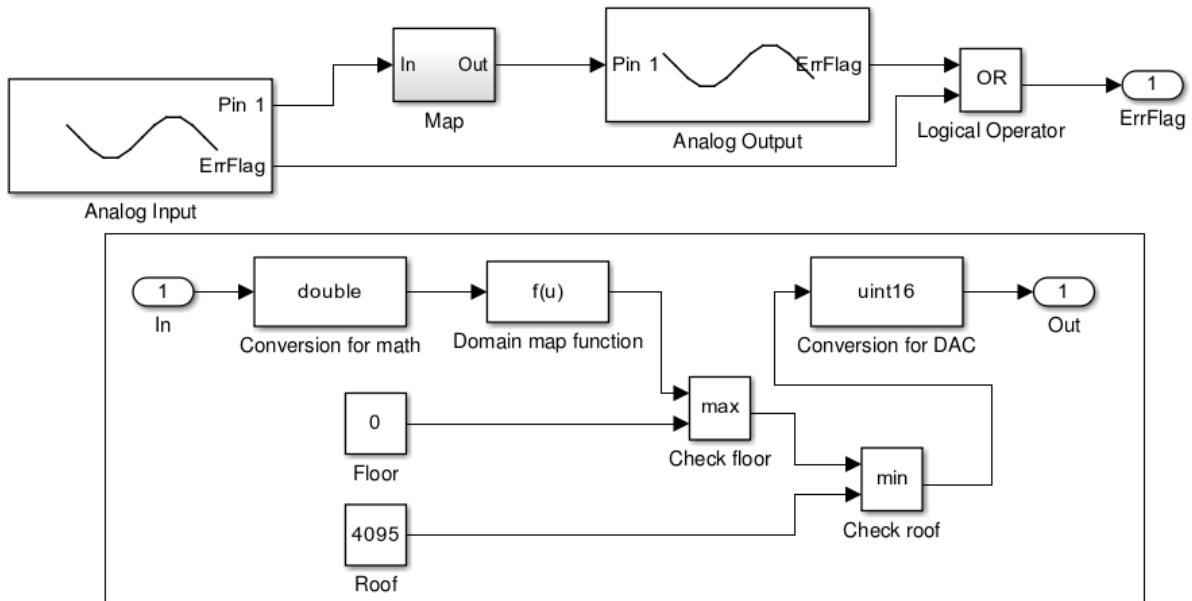 In
Out
Map
Pin 1
ErrFlag
Analog Output
OR
Logical Operator
1
ErrFlag
Pin 1
ErrFlag
Analog Input
1
In
double
Conversion for math
f(u)
Domain map function
uint16
Conversion for DAC
1
Out
0
Floor
max
Check floor
min
Check roof
4095
Roof